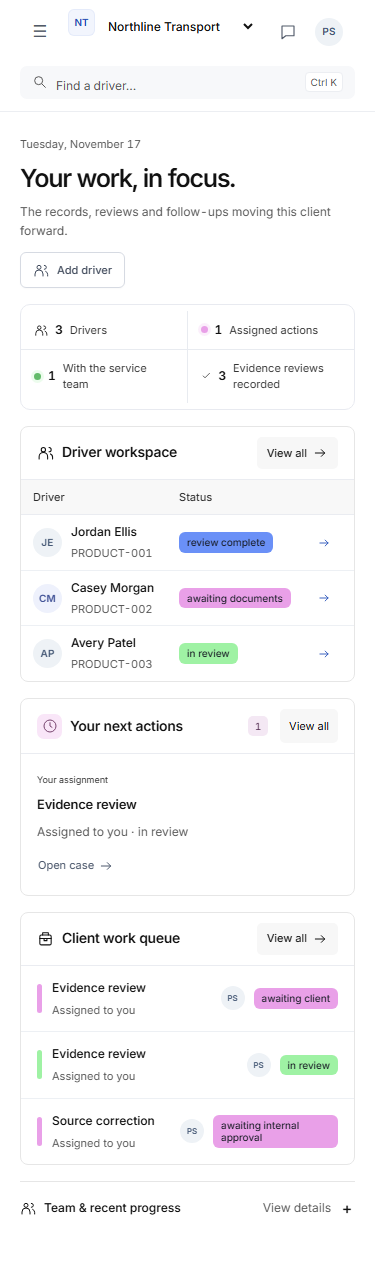 NT
Northline Transport
PS
Find a driver...
Ctrl K
Tuesday, November 17
Your work, in focus.
The records, reviews and follow-ups moving this client
forward.
Add driver
3 Drivers
1 Assigned actions
1 With the service
team
3 Evidence reviews
recorded
Driver workspace
View all →
Driver Status
JE
Jordan Ellis
PRODUCT-001
review complete
→
CM
Casey Morgan
PRODUCT-002
awaiting documents
→
AP
Avery Patel
PRODUCT-003
in review
→
Your next actions
1
View all
Your assignment
Evidence review
Assigned to you · in review
Open case →
Client work queue
View all →
Evidence review
Assigned to you
PS
awaiting client
Evidence review
Assigned to you
PS
in review
Source correction
Assigned to you
PS
awaiting internal
approval
Team & recent progress
View details +